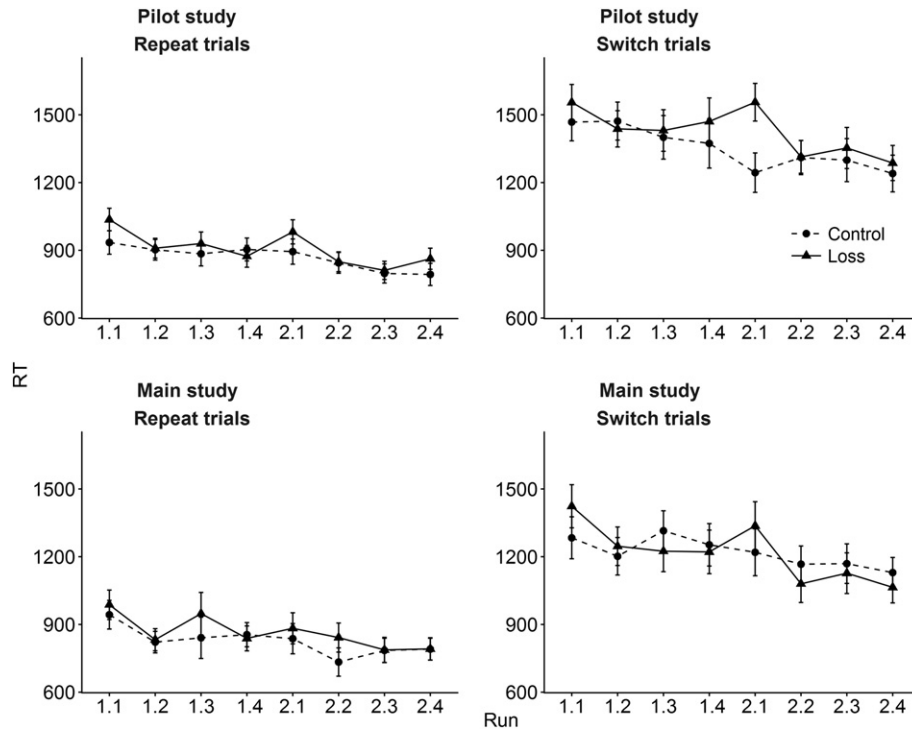 Pilot study
Repeat trials
1500
1200
900
600
1.1 1.2 1.3 1.4 2.1 2.2 2.3 2.4
Pilot study
Switch trials
1500
1200
900
600
Control
Loss
1.1 1.2 1.3 1.4 2.1 2.2 2.3 2.4
RT
Main study
Repeat trials
1500
1200
900
600
1.1 1.2 1.3 1.4 2.1 2.2 2.3 2.4
Main study
Switch trials
1500
1200
900
600
1.1 1.2 1.3 1.4 2.1 2.2 2.3 2.4
Run